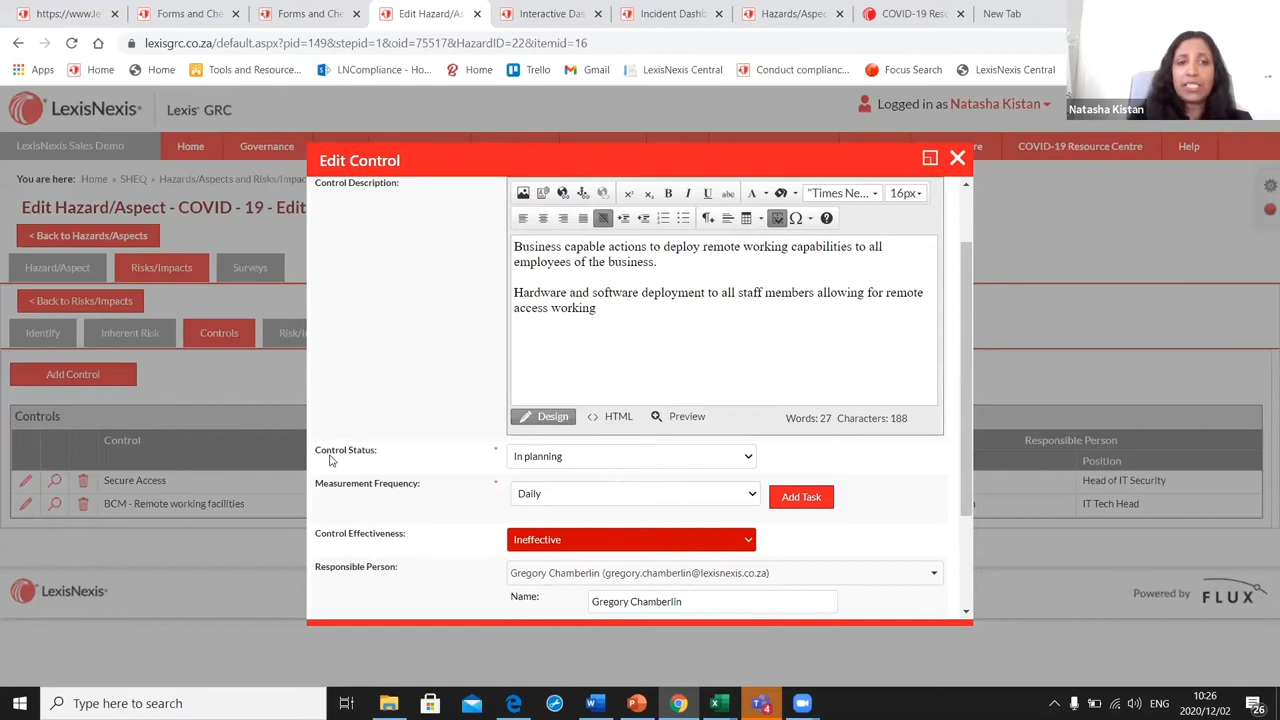 https://www.le
Forms and Che
Forms and Che
Edit Hazard/As
Interactive Das
Incident Dashb
Hazards/Aspec
COVID-19 Reso
New Tab
lexisgrc.co.za/default.aspx?pid=149&stepid=1&oid=75517&HazardID=22&itemid=16
Apps
Home
Home
Tools and Resource...
LNCompliance - Ho...
Home
Trello
Gmail
LexisNexis Central
Conduct complianc...
Focus Search
LexisNexis Central
Natasha Kistan
LexisNexis®
Lexis® GRC
Logged in as Natasha Kistan
LexisNexis Sales Demo
Home
Governance
re
COVID-19 Resource Centre
Help
You are here: Home » SHEQ » Hazards/Aspects and Risks/Impac
Edit Hazard/Aspect - COVID - 19 - Edit
< Back to Hazards/Aspects
Hazard/Aspect
Risks/Impacts
Surveys
< Back to Risks/Impacts
Identify
Inherent Risk
Controls
Risk/In
Add Control
Controls
Control
Responsible Person
Position
Secure Access
Head of IT Security
BCM - Remote working facilities
IT Tech Head
Edit Control
Control Description:
"Times Ne...
16px
Business capable actions to deploy remote working capabilities to all
employees of the business.
Hardware and software deployment to all staff members allowing for remote
access working
Design
HTML
Preview
Words: 27 Characters: 188
Control Status:
*
In planning
Measurement Frequency:
*
Daily
Add Task
Control Effectiveness:
Ineffective
Responsible Person:
Gregory Chamberlin (gregory.chamberlin@lexisnexis.co.za)
Name:
Gregory Chamberlin
LexisNexis®
Powered by FLUX
Type here to search
ENG
10:26
2020/12/02
26